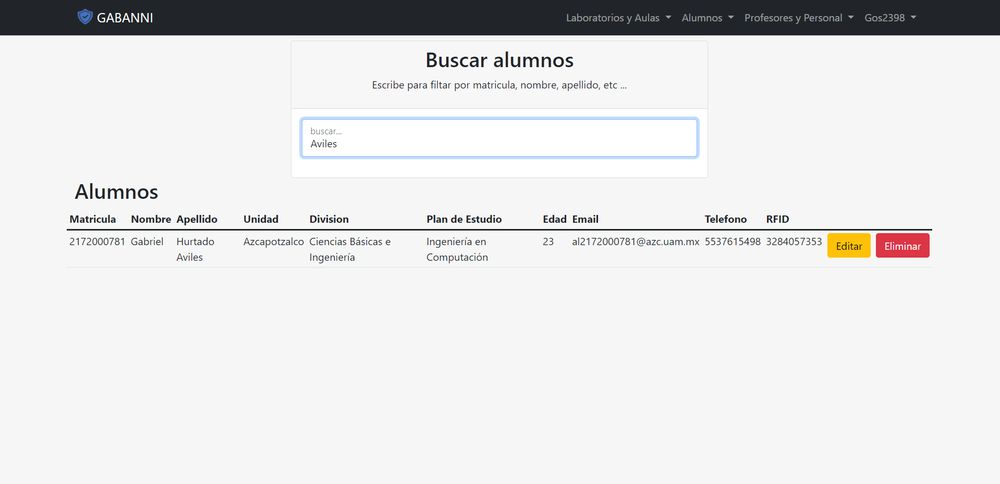 GABANNI Laboratorios y Aulas Alumnos Profesores y Personal Gos2398
Buscar alumnos
Escribe para filtar por matricula, nombre, apellido, etc ...
buscar...
Aviles
Alumnos
Matricula Nombre Apellido Unidad Division Plan de Estudio Edad Email Telefono RFID
2172000781 Gabriel Hurtado Azcapotzalco Ciencias Básicas e Ingeniería en 23 al2172000781@azc.uam.mx 5537615498 3284057353 Editar Eliminar
Aviles Ingeniería Computación